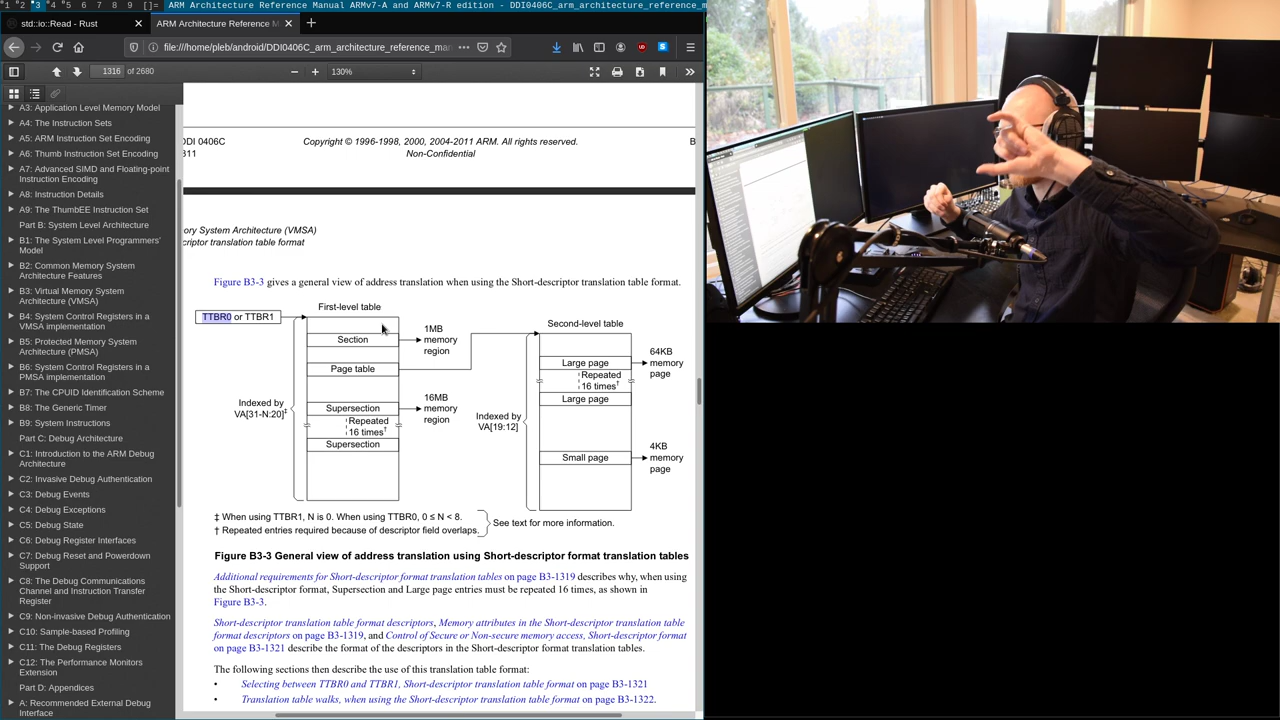 1 2 3 4 5 6 7 8 9 []= ARM Architecture Reference Manual ARMv7-A and ARMv7-R edition - DDI0406C_arm_architecture_reference_m
std::io::Read - Rust
ARM Architecture Reference M
file:///home/pleb/android/DDI0406C_arm_architecture_reference_ma
1316 of 2680
130%
A3: Application Level Memory Model
A4: The Instruction Sets
A5: ARM Instruction Set Encoding
A6: Thumb Instruction Set Encoding
A7: Advanced SIMD and Floating-point
Instruction Encoding
A8: Instruction Details
A9: The ThumbEE Instruction Set
Part B: System Level Architecture
B1: The System Level Programmers'
Model
B2: Common Memory System
Architecture Features
B3: Virtual Memory System
Architecture (VMSA)
B4: System Control Registers in a
VMSA implementation
B5: Protected Memory System
Architecture (PMSA)
B6: System Control Registers in a
PMSA implementation
B7: The CPUID Identification Scheme
B8: The Generic Timer
B9: System Instructions
Part C: Debug Architecture
C1: Introduction to the ARM Debug
Architecture
C2: Invasive Debug Authentication
C3: Debug Events
C4: Debug Exceptions
C5: Debug State
C6: Debug Register Interfaces
C7: Debug Reset and Powerdown
Support
C8: The Debug Communications
Channel and Instruction Transfer
Register
C9: Non-invasive Debug Authentication
C10: Sample-based Profiling
C11: The Debug Registers
C12: The Performance Monitors
Extension
Part D: Appendices
A: Recommended External Debug
Interface
DDI 0406C
Copyright © 1996-1998, 2000, 2004-2011 ARM. All rights reserved.
B
311
Non-Confidential
ory System Architecture (VMSA)
criptor translation table format
Figure B3-3 gives a general view of address translation when using the Short-descriptor translation table format.
First-level table
TTBR0 or TTBR1
Section
1MB
memory
region
Page table
Supersection
Repeated
16 times†
Supersection
16MB
memory
region
Indexed by
VA[31-N:20]‡
Second-level table
Large page
Repeated
16 times†
Large page
64KB
memory
page
Indexed by
VA[19:12]
Small page
4KB
memory
page
‡ When using TTBR1, N is 0. When using TTBR0, 0 ≤ N < 8.
† Repeated entries required because of descriptor field overlaps.
See text for more information.
Figure B3-3 General view of address translation using Short-descriptor format translation tables
Additional requirements for Short-descriptor format translation tables on page B3-1319 describes why, when using
the Short-descriptor format, Supersection and Large page entries must be repeated 16 times, as shown in
Figure B3-3.
Short-descriptor translation table format descriptors, Memory attributes in the Short-descriptor translation table
format descriptors on page B3-1319, and Control of Secure or Non-secure memory access, Short-descriptor format
on page B3-1321 describe the format of the descriptors in the Short-descriptor format translation tables.
The following sections then describe the use of this translation table format:
• Selecting between TTBR0 and TTBR1, Short-descriptor translation table format on page B3-1321
• Translation table walks, when using the Short-descriptor translation table format on page B3-1322.